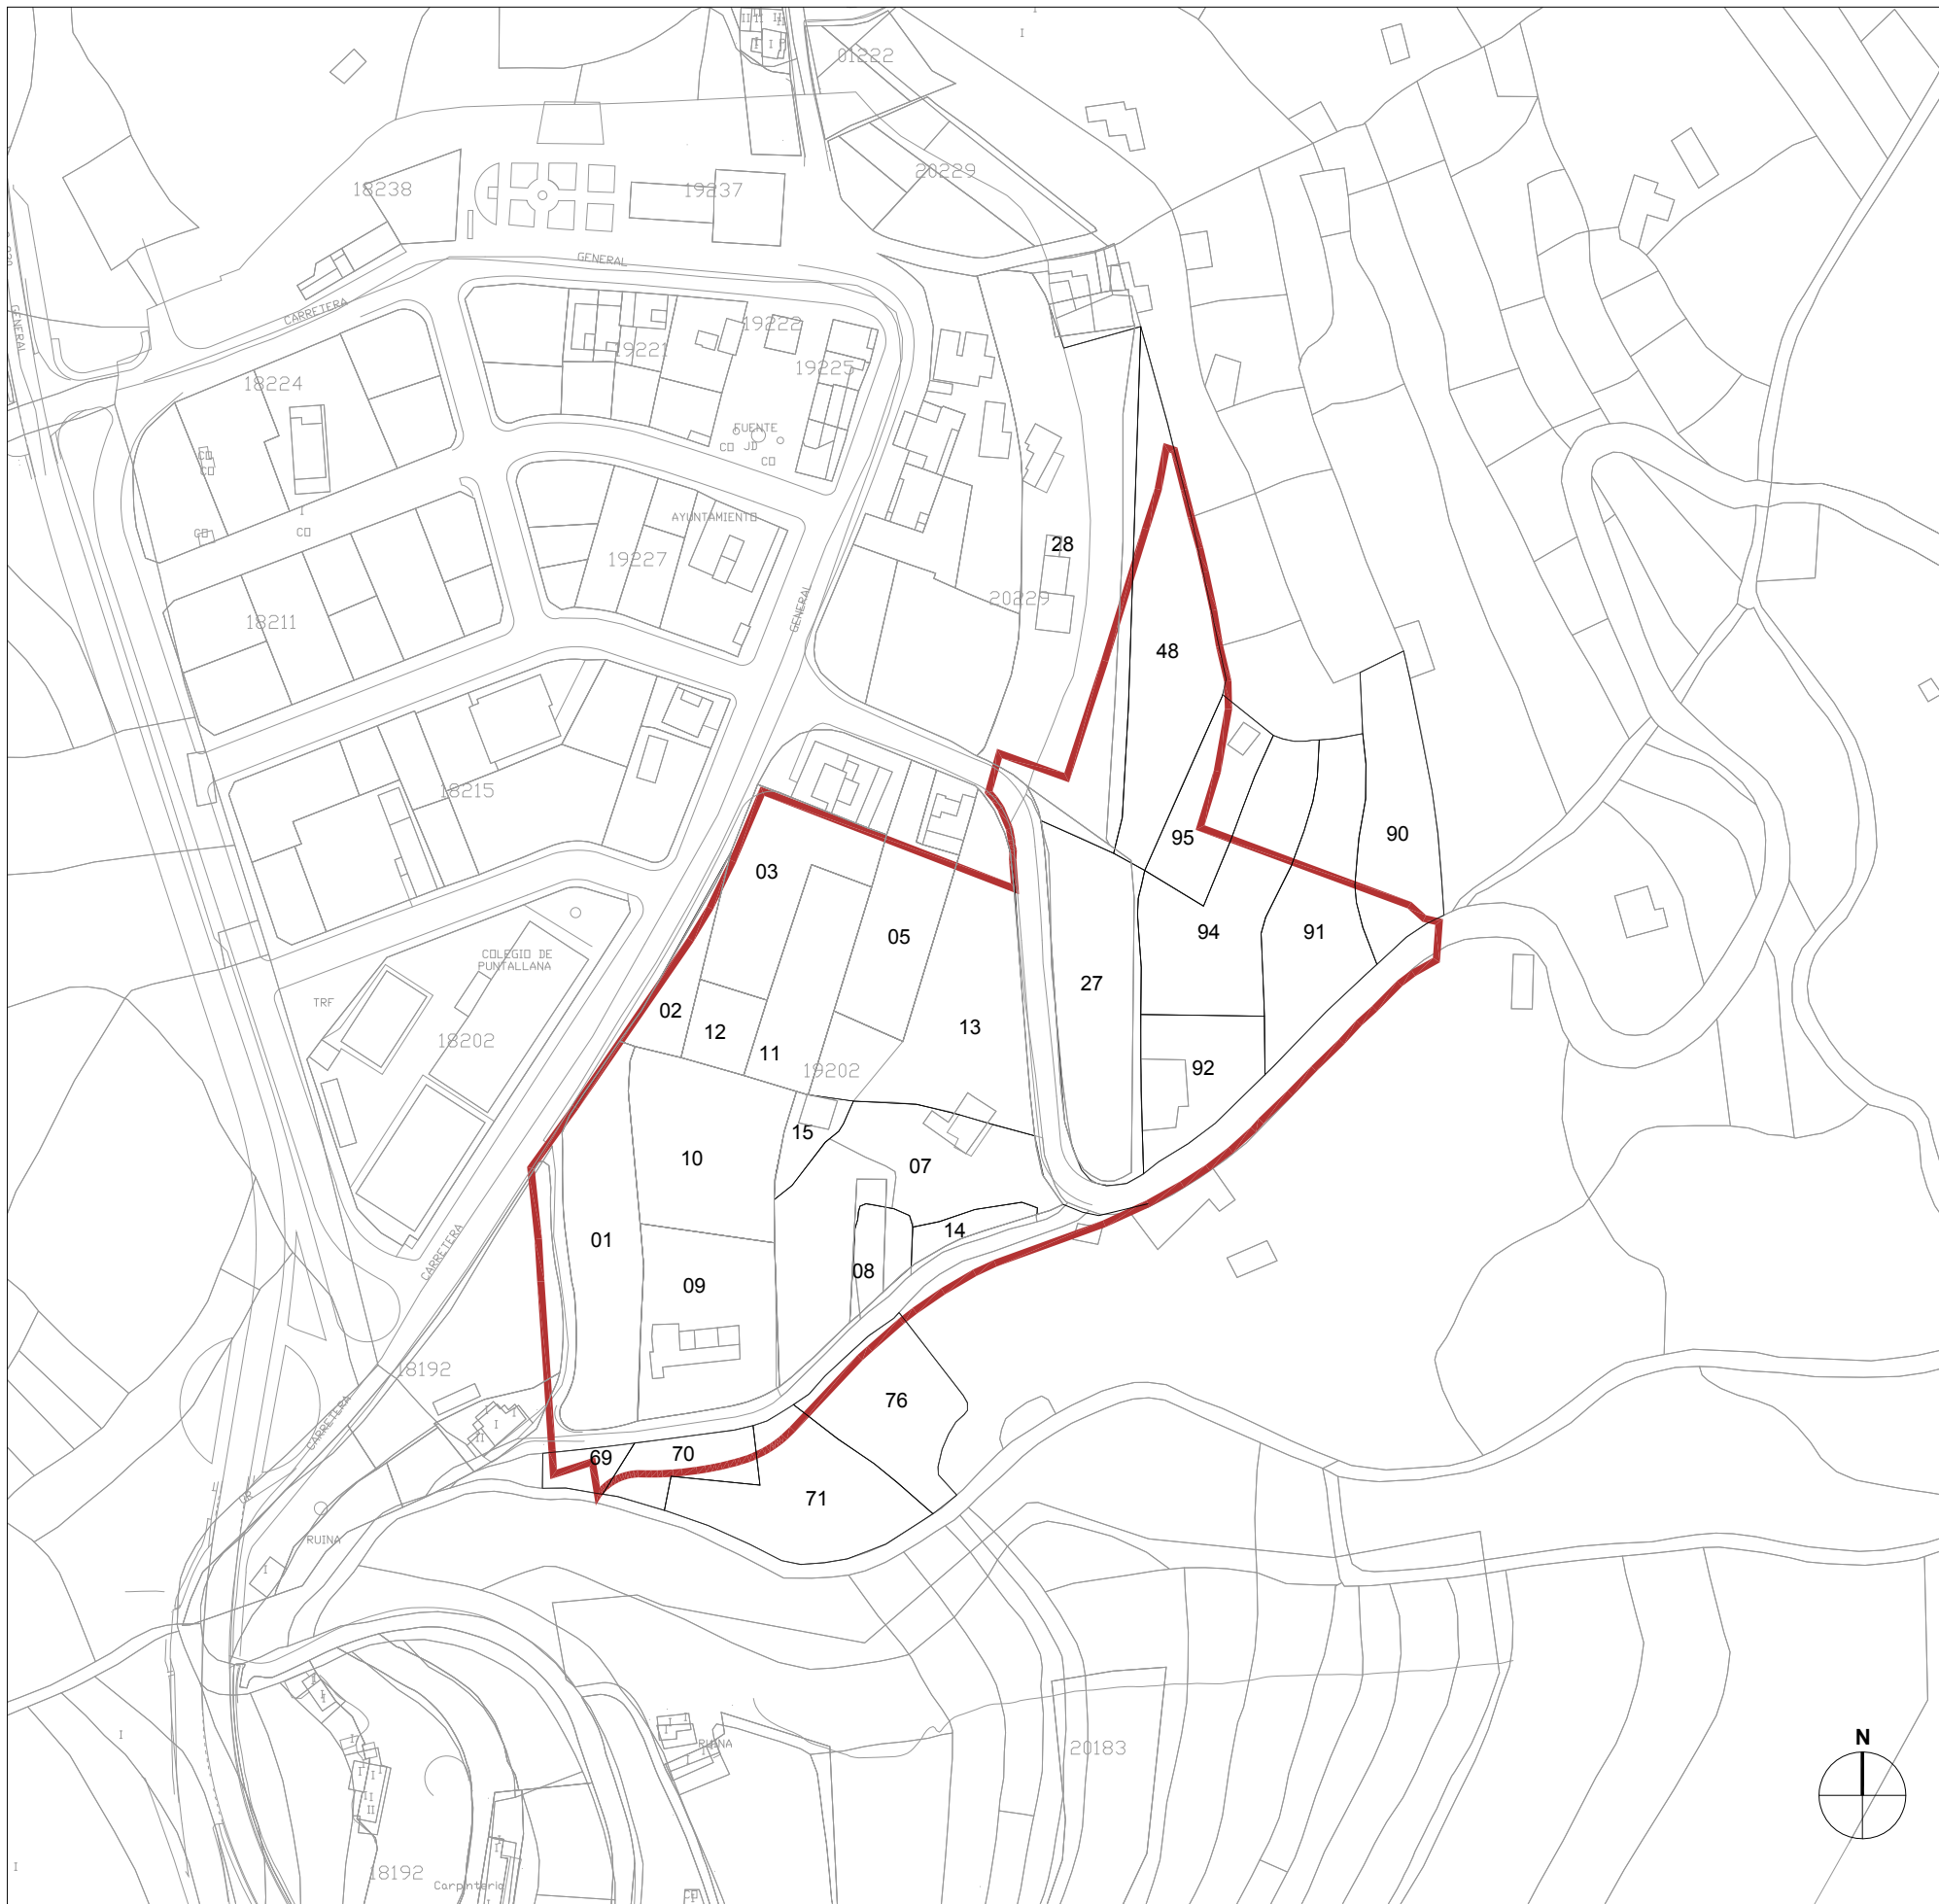 01222
18238
19237
20229
GENERAL
CARRETERA
GENERAL
19221
19222
19225
18224
FUENTE
CO
JD
CO
CO
CO
CO
I
CO
AYUNTAMIENTO
19227
28
20229
GENERAL
18211
48
18215
95
90
03
05
94
91
COLEGIO DE
PUNTALLANA
TRF
27
02
12
13
11
18202
19202
92
15
10
07
01
14
CARRETERA
08
09
18192
76
CARRETERA
69
70
71
RUINA
I
I
RUINA
20183
N
18192
Carpinteria
CO